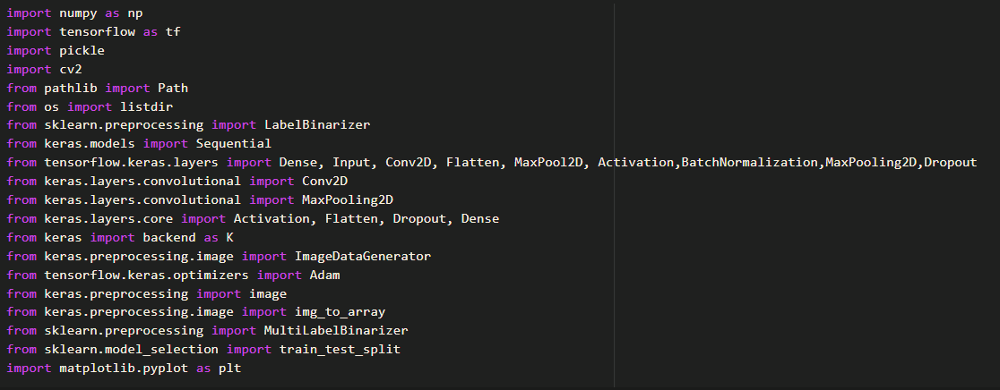 import numpy as np
import tensorflow as tf
import pickle
import cv2
from pathlib import Path
from os import listdir
from sklearn.preprocessing import LabelBinarizer
from keras.models import Sequential
from tensorflow.keras.layers import Dense, Input, Conv2D, Flatten, MaxPool2D, Activation,BatchNormalization,MaxPooling2D,Dropout
from keras.layers.convolutional import Conv2D
from keras.layers.convolutional import MaxPooling2D
from keras.layers.core import Activation, Flatten, Dropout, Dense
from keras import backend as K
from keras.preprocessing.image import ImageDataGenerator
from tensorflow.keras.optimizers import Adam
from keras.preprocessing import image
from keras.preprocessing.image import img_to_array
from sklearn.preprocessing import MultiLabelBinarizer
from sklearn.model_selection import train_test_split
import matplotlib.pyplot as plt